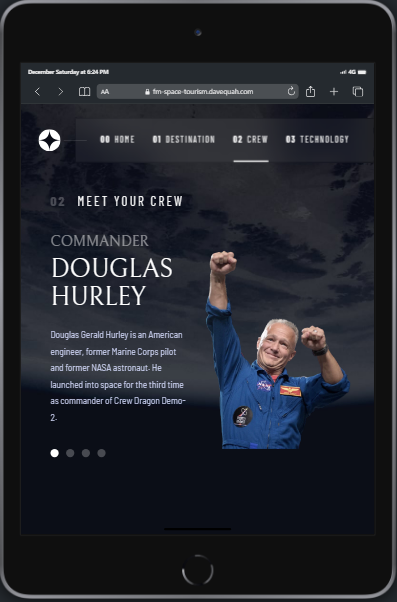 December Saturday at 6:24 PM
4G
AA
fm-space-tourism.davequah.com
00 HOME 01 DESTINATION 02 CREW 03 TECHNOLOGY
02 MEET YOUR CREW
COMMANDER
DOUGLAS
HURLEY
Douglas Gerald Hurley is an American
engineer, former Marine Corps pilot
and former NASA astronaut. He
launched into space for the third time
as commander of Crew Dragon Demo-
2.
NASA